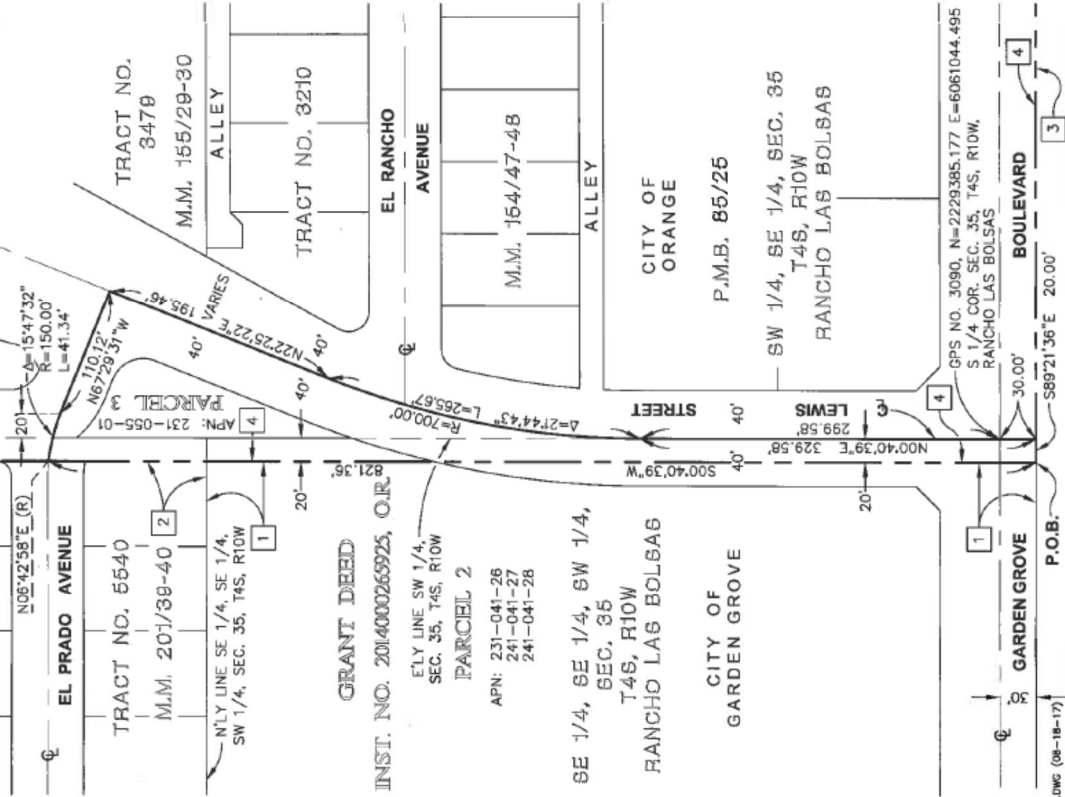 TRACT NO.
3479
M.M. 155/29-30
ALLEY
TRACT NO. 3210
EL RANCHO
AVENUE
M.M. 154/47-48
ALLEY
CITY OF
ORANGE
P.M.B. 85/25
SW 1/4, SE 1/4, SEC. 35
T4S, R10W
RANCHO LAS BOLSAS
GPS NO. 3090, N=2229385.177 E=6061044.495
S 1/4 COR. SEC. 35, T4S, R10W,
RANCHO LAS BOLSAS
4
BOULEVARD
3
Δ=15°47'32"
R=150.00'
L=41.34'
110.12'
N67°29'31"W
195.46'
N22°25'22"E
VARIES
40'
40'
40'
20'
PARCEL 3
APN: 231-055-01
4
℄
R=700.00'
L=265.67'
Δ=21°44'43"
STREET
LEWIS
40'
℄
299.58'
N00°40'39"E 329.58'
4
30.00'
S89°21'36"E 20.00'
821.36'
S00°40'39"W
40'
20'
20'
N06°42'58"E (R)
EL PRADO AVENUE
℄
TRACT NO. 5540
M.M. 201/39-40
2
N'LY LINE SE 1/4, SE 1/4,
SW 1/4, SEC. 35, T4S, R10W
1
GRANT DEED
INST. NO. 2014000265925, O.R.
E'LY LINE SW 1/4,
SEC. 35, T4S, R10W
PARCEL 2
APN: 231-041-26
241-041-27
241-041-28
SE 1/4, SE 1/4, SW 1/4,
SEC. 35
T4S, R10W
RANCHO LAS BOLSAS
CITY OF
GARDEN GROVE
1
GARDEN GROVE
P.O.B.
30'
℄
.DWG (08-18-17)